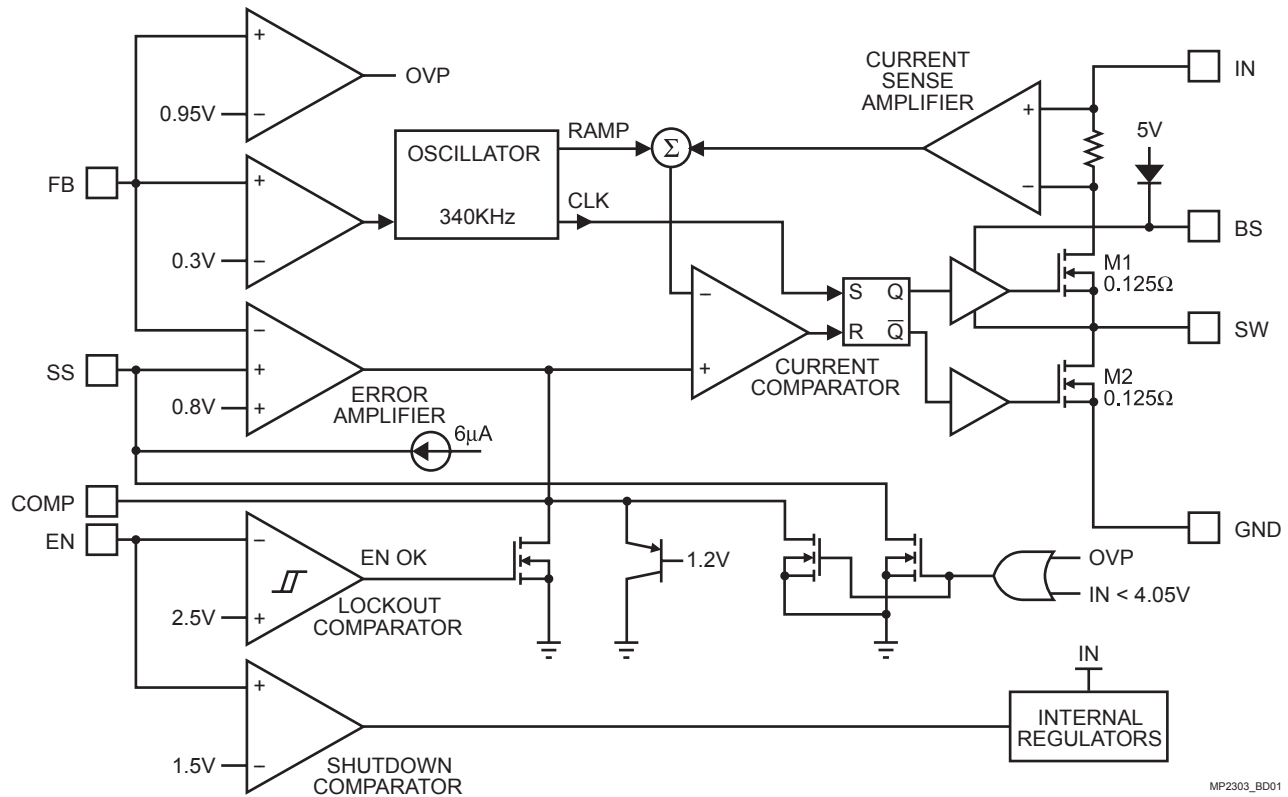 +
OVP
0.95V
−
CURRENT
SENSE
AMPLIFIER
IN
+
−
5V
FB
+
0.3V
−
OSCILLATOR
340KHz
RAMP
CLK
Σ
BS
M1
0.125Ω
S Q
R Q̅
−
+
CURRENT
COMPARATOR
SW
M2
0.125Ω
SS
−
+
0.8V
+
ERROR
AMPLIFIER
6µA
COMP
EN
−
EN OK
2.5V
+
LOCKOUT
COMPARATOR
1.2V
GND
OVP
IN < 4.05V
+
1.5V
−
SHUTDOWN
COMPARATOR
IN
INTERNAL
REGULATORS
MP2303_BD01